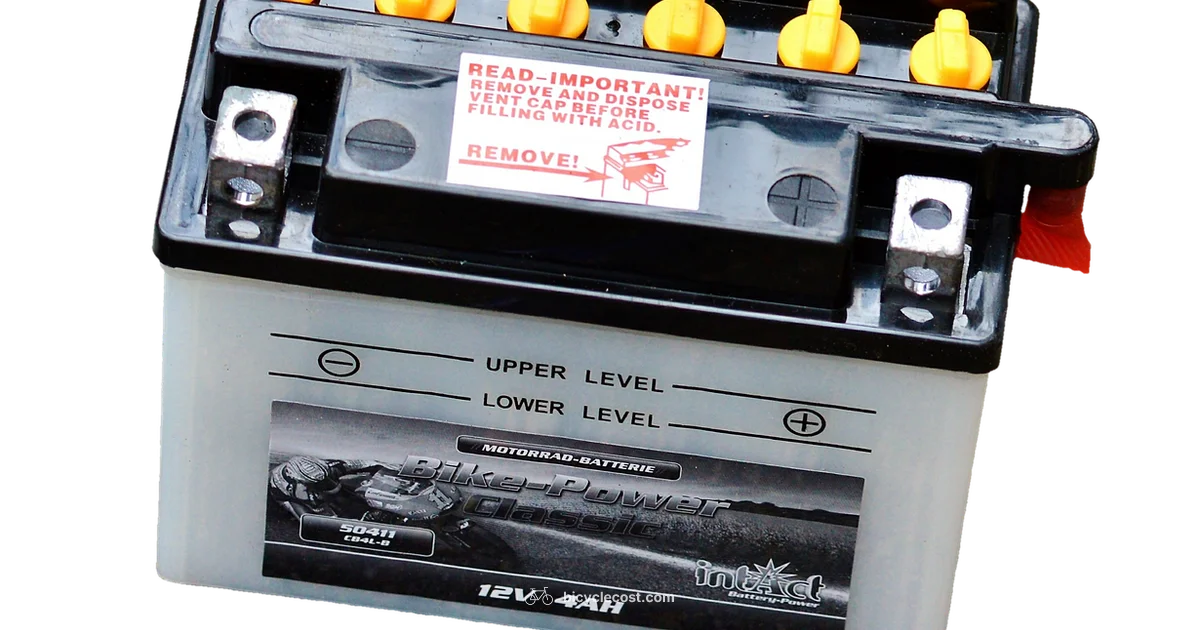 READ-IMPORTANT!
REMOVE AND DISPOSE
VENT CAP BEFORE
FILLING WITH ACID.
REMOVE!
UPPER LEVEL
LOWER LEVEL
MOTORRAD-BATTERIE
Bike-Power
Classic
50411
CB4L-B
intAct
Battery-Power
12V 4AH
bicyclecost.com